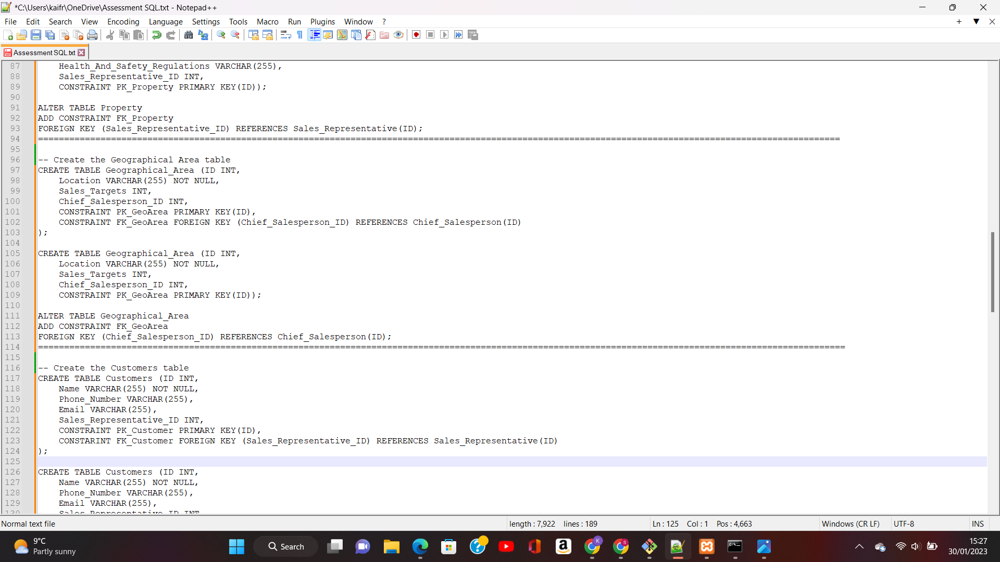 *C:\Users\kaifr\OneDrive\Assessment SQL.txt - Notepad++
File Edit Search View Encoding Language Settings Tools Macro Run Plugins Window ?
Assessment SQL.txt
87 Health_And_Safety_Regulations VARCHAR(255),
88 Sales_Representative_ID INT,
89 CONSTRAINT PK_Property PRIMARY KEY(ID));
90
91 ALTER TABLE Property
92 ADD CONSTRAINT FK_Property
93 FOREIGN KEY (Sales_Representative_ID) REFERENCES Sales_Representative(ID);
94 ==========================================================================================================================================================
95
96 -- Create the Geographical Area table
97 CREATE TABLE Geographical_Area (ID INT,
98 Location VARCHAR(255) NOT NULL,
99 Sales_Targets INT,
100 Chief_Salesperson_ID INT,
101 CONSTRAINT PK_GeoArea PRIMARY KEY(ID),
102 CONSTRAINT FK_GeoArea FOREIGN KEY (Chief_Salesperson_ID) REFERENCES Chief_Salesperson(ID)
103 );
104
105 CREATE TABLE Geographical_Area (ID INT,
106 Location VARCHAR(255) NOT NULL,
107 Sales_Targets INT,
108 Chief_Salesperson_ID INT,
109 CONSTRAINT PK_GeoArea PRIMARY KEY(ID));
110
111 ALTER TABLE Geographical_Area
112 ADD CONSTRAINT FK_GeoArea
113 FOREIGN KEY (Chief_Salesperson_ID) REFERENCES Chief_Salesperson(ID);
114 ===========================================================================================================================================================
115
116 -- Create the Customers table
117 CREATE TABLE Customers (ID INT,
118 Name VARCHAR(255) NOT NULL,
119 Phone_Number VARCHAR(255),
120 Email VARCHAR(255),
121 Sales_Representative_ID INT,
122 CONSTRAINT PK_Customer PRIMARY KEY(ID),
123 CONSTARINT FK_Customer FOREIGN KEY (Sales_Representative_ID) REFERENCES Sales_Representative(ID)
124 );
125
126 CREATE TABLE Customers (ID INT,
127 Name VARCHAR(255) NOT NULL,
128 Phone_Number VARCHAR(255),
129 Email VARCHAR(255),
130 Sales_Representative_ID INT
Normal text file length : 7,922 lines : 189 Ln : 125 Col : 1 Pos : 4,663 Windows (CR LF) UTF-8 INS
9°C
Partly sunny
Search
15:27
30/01/2023